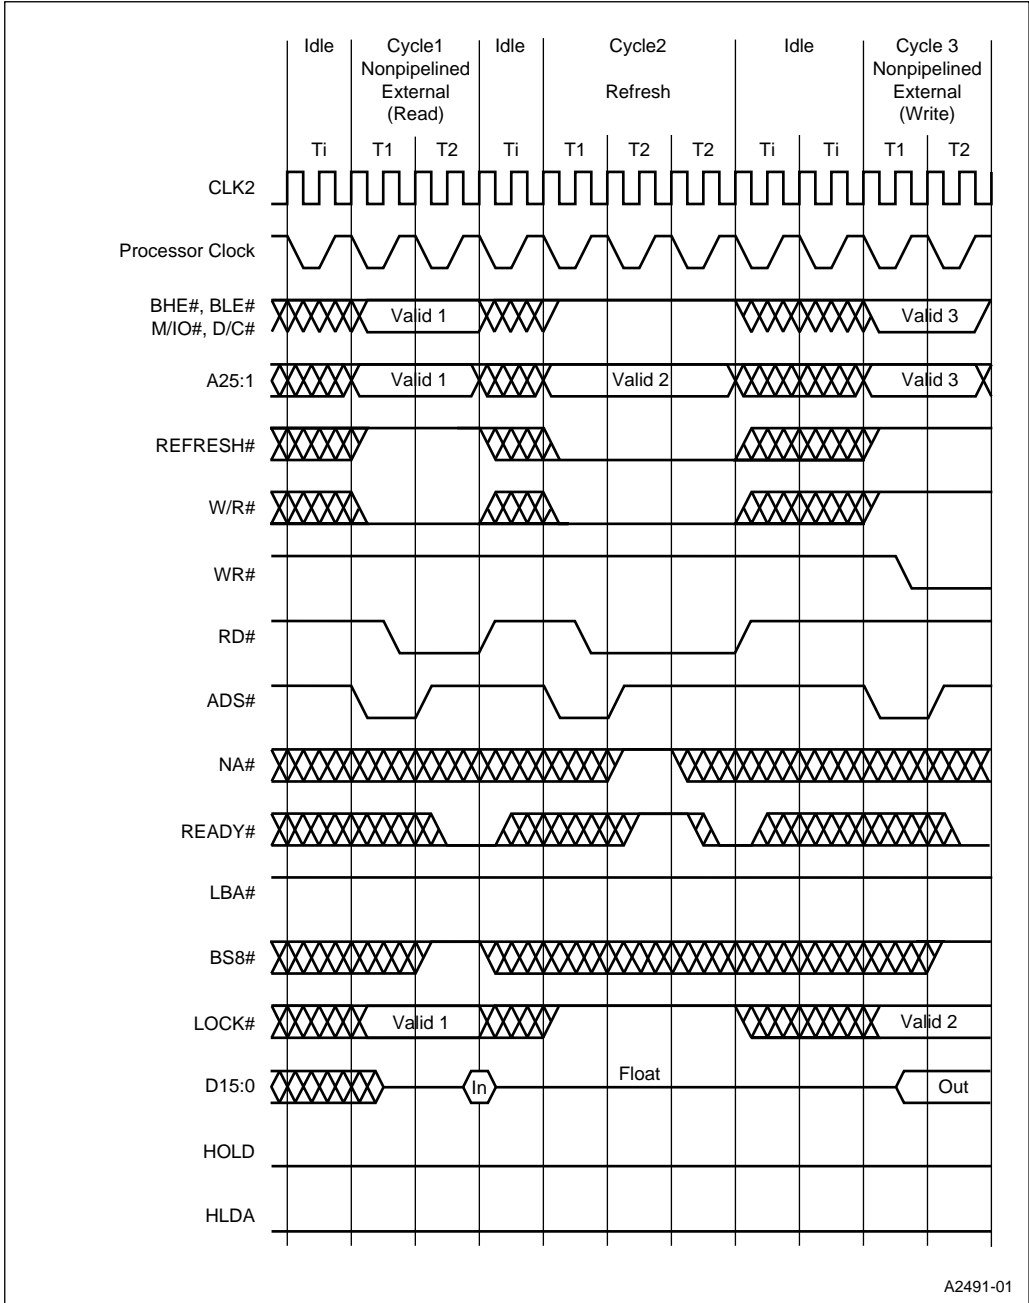 Idle
Cycle1
Nonpipelined
External
(Read)
Idle
Cycle2
Refresh
Idle
Cycle 3
Nonpipelined
External
(Write)
Ti
T1
T2
Ti
T1
T2
T2
Ti
Ti
T1
T2
CLK2
Processor Clock
BHE#, BLE#
M/IO#, D/C#
Valid 1
Valid 3
A25:1
Valid 1
Valid 2
Valid 3
REFRESH#
W/R#
WR#
RD#
ADS#
NA#
READY#
LBA#
BS8#
LOCK#
Valid 1
Valid 2
D15:0
In
Float
Out
HOLD
HLDA
A2491-01